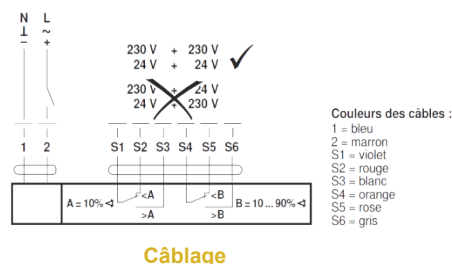 N L
⊥ ~
– +
230 V + 230 V
24 V + 24 V
230 V + 24 V
24 V + 230 V
1 2 S1 S2 S3 S4 S5 S6
A = 10% <A >A <B >B B = 10 ... 90%
Couleurs des câbles :
1 = bleu
2 = marron
S1 = violet
S2 = rouge
S3 = blanc
S4 = orange
S5 = rose
S6 = gris
Câblage